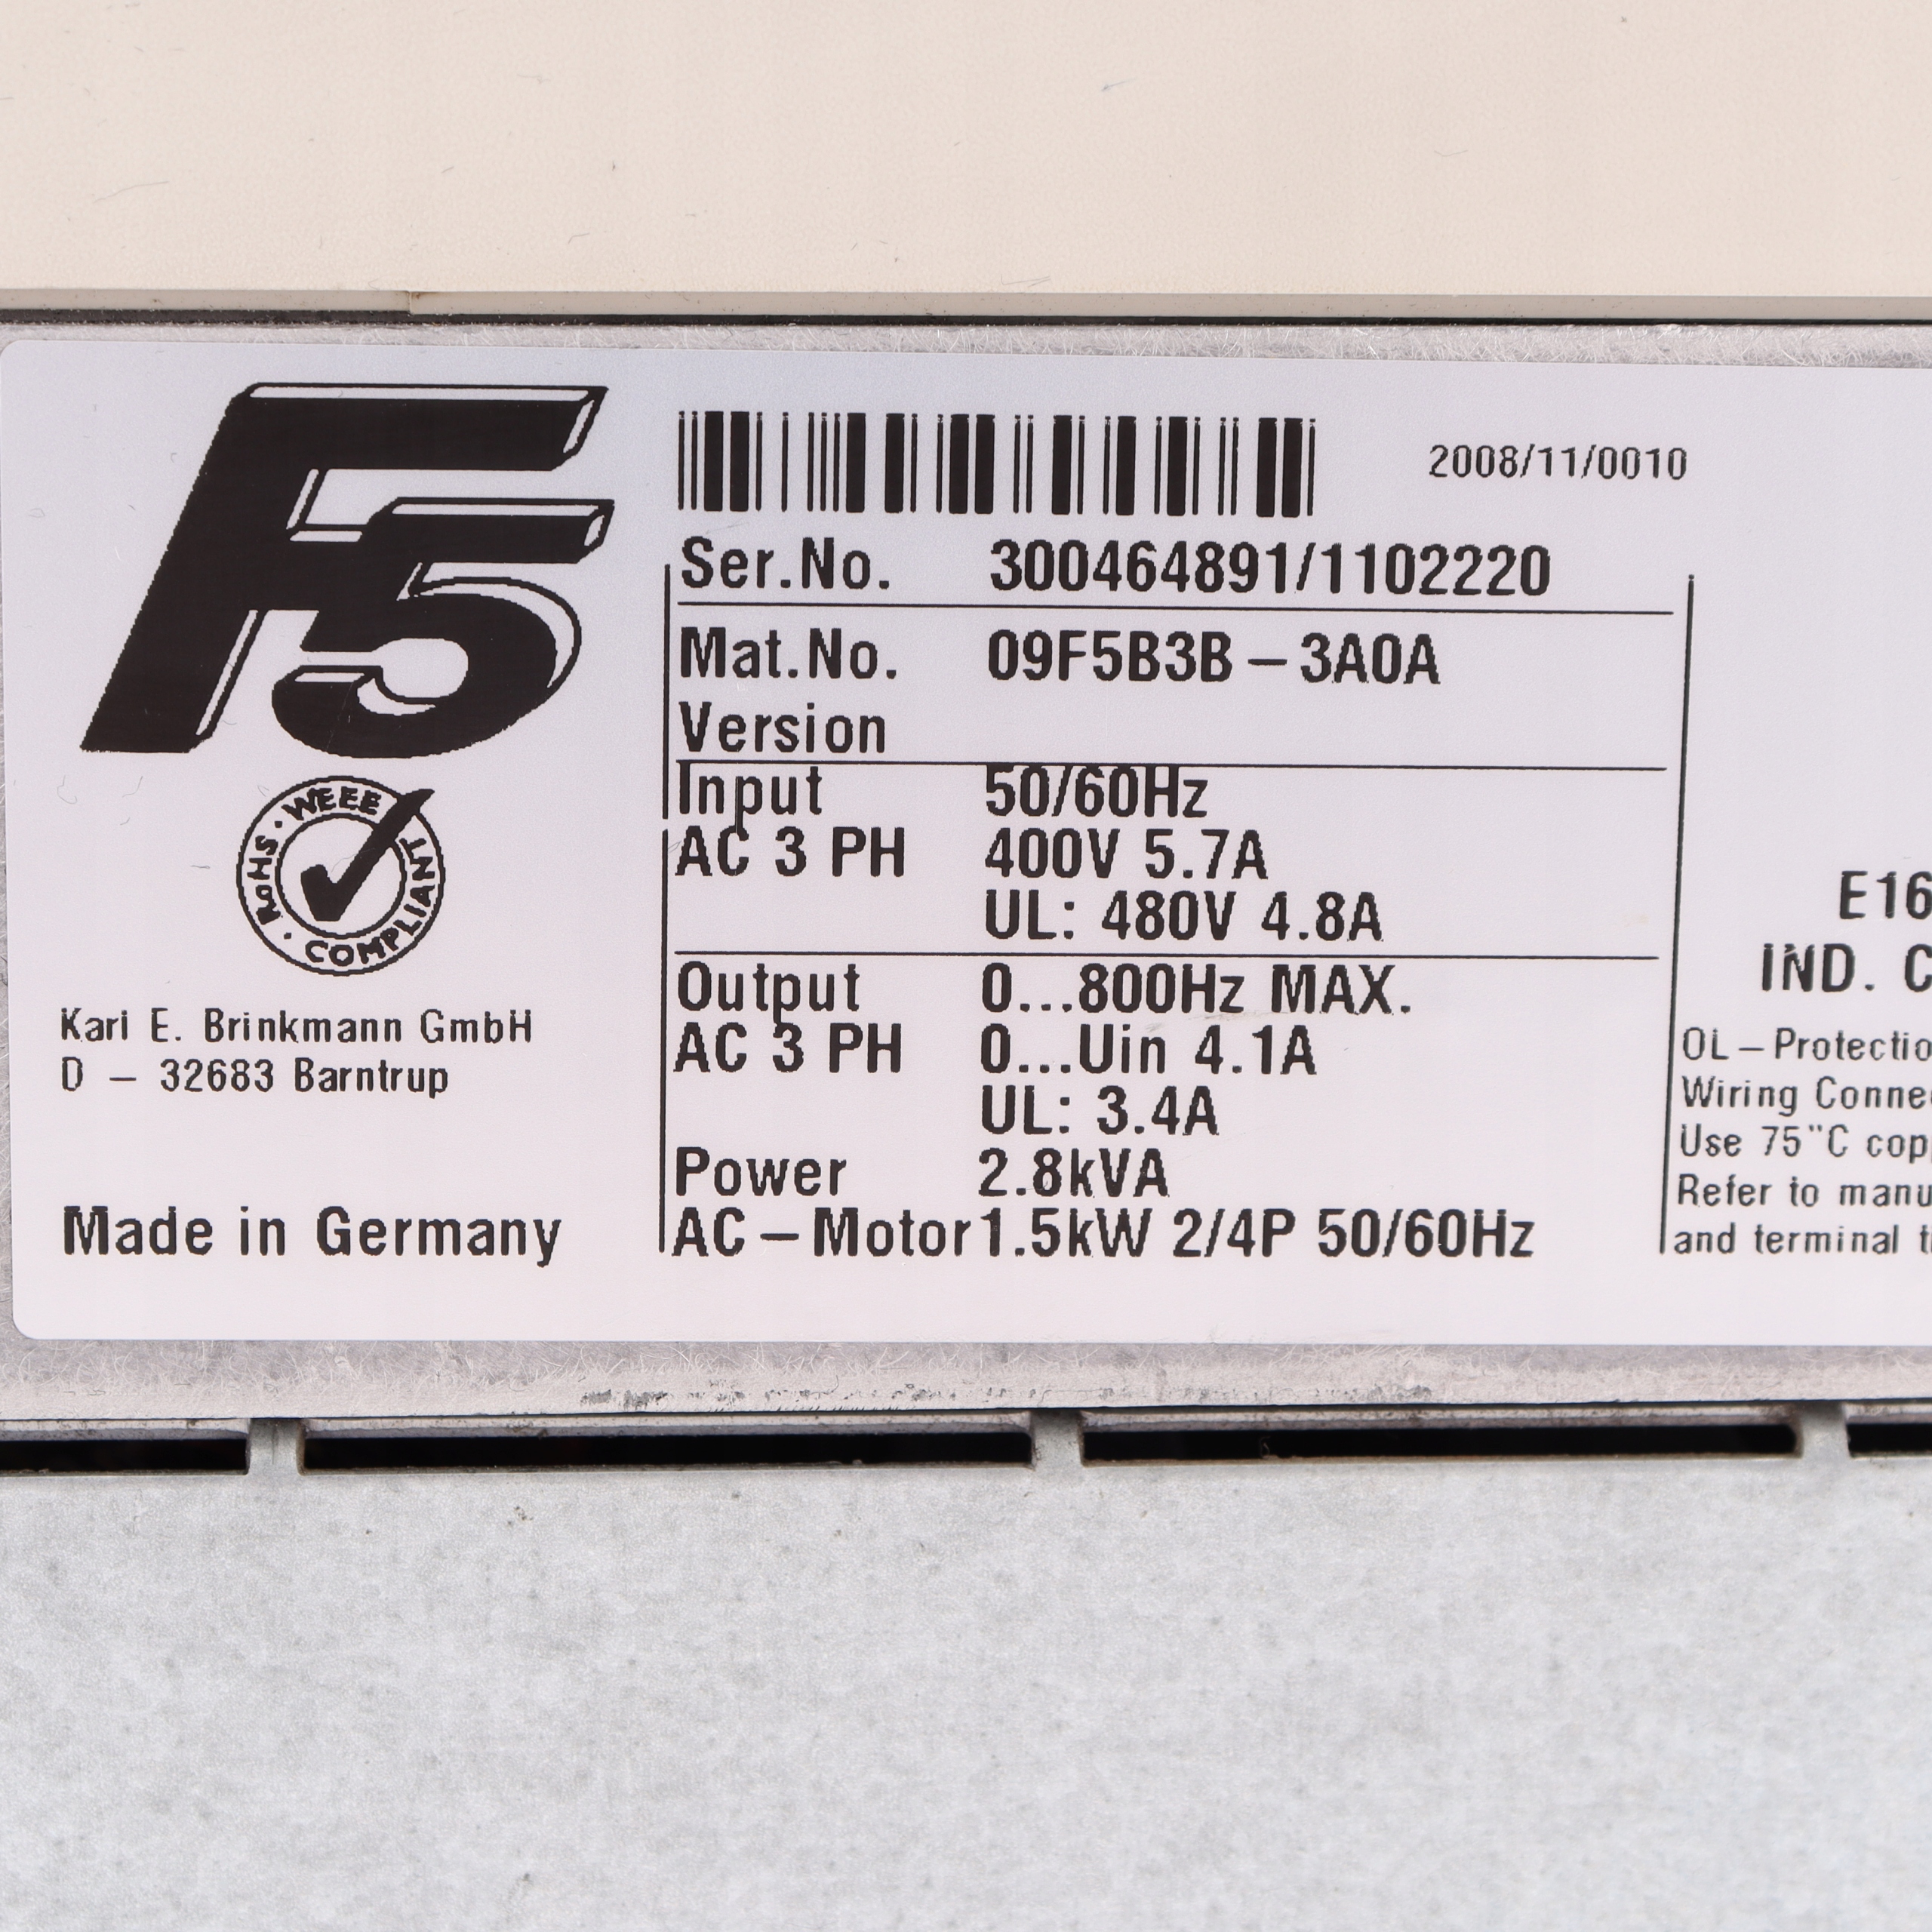 F5
RoHS · WEEE COMPLIANT ·
Karl E. Brinkmann GmbH
D – 32683 Barntrup
Made in Germany
2008/11/0010
Ser.No. 300464891/1102220
Mat.No. 09F5B3B – 3A0A
Version
Input 50/60Hz
AC 3 PH 400V 5.7A
UL: 480V 4.8A
Output 0...800Hz MAX.
AC 3 PH 0...Uin 4.1A
UL: 3.4A
Power 2.8kVA
AC – Motor 1.5kW 2/4P 50/60Hz
E16
IND. C
OL – Protectio
Wiring Conne
Use 75"C cop
Refer to manu
and terminal t